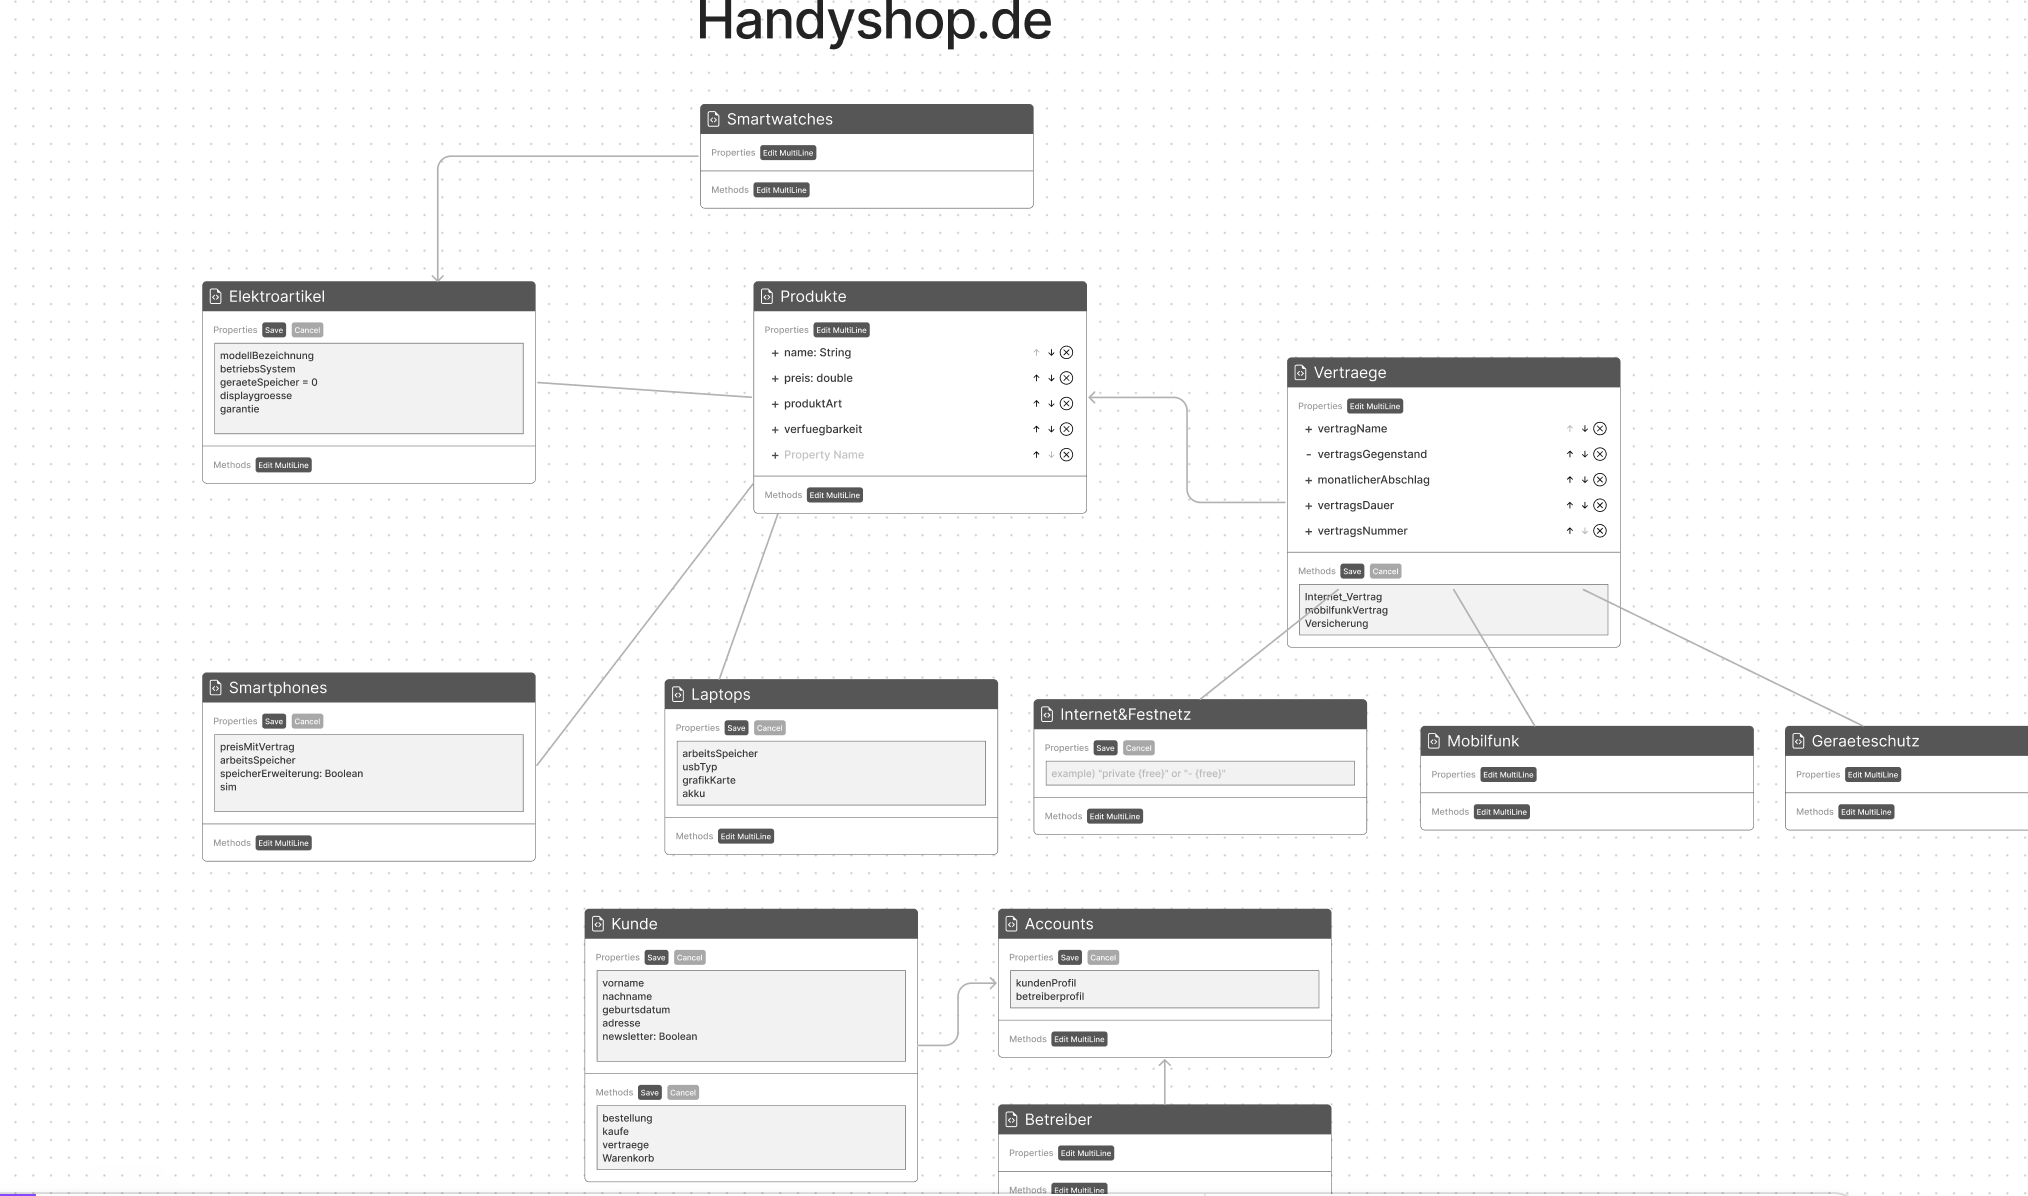 Handyshop.de
Smartwatches
Properties Edit MultiLine
Methods Edit MultiLine
Elektroartikel
Properties Save Cancel
modellBezeichnung
betriebsSystem
geraeteSpeicher = 0
displaygroesse
garantie
Methods Edit MultiLine
Produkte
Properties Edit MultiLine
+ name: String
+ preis: double
+ produktArt
+ verfuegbarkeit
+ Property Name
Methods Edit MultiLine
Vertraege
Properties Edit MultiLine
+ vertragName
- vertragsGegenstand
+ monatlicherAbschlag
+ vertragsDauer
+ vertragsNummer
Methods Save Cancel
Internet_Vertrag
mobilfunkVertrag
Versicherung
Smartphones
Properties Save Cancel
preisMitVertrag
arbeitsSpeicher
speicherErweiterung: Boolean
sim
Methods Edit MultiLine
Laptops
Properties Save Cancel
arbeitsSpeicher
usbTyp
grafikKarte
akku
Methods Edit MultiLine
Internet&Festnetz
Properties Save Cancel
example) "private {free}" or "- {free}"
Methods Edit MultiLine
Mobilfunk
Properties Edit MultiLine
Methods Edit MultiLine
Geraeteschutz
Properties Edit MultiLine
Methods Edit MultiLine
Kunde
Properties Save Cancel
vorname
nachname
geburtsdatum
adresse
newsletter: Boolean
Methods Save Cancel
bestellung
kaufe
vertraege
Warenkorb
Accounts
Properties Save Cancel
kundenProfil
betreiberprofil
Methods Edit MultiLine
Betreiber
Properties Edit MultiLine
Methods Edit MultiLine